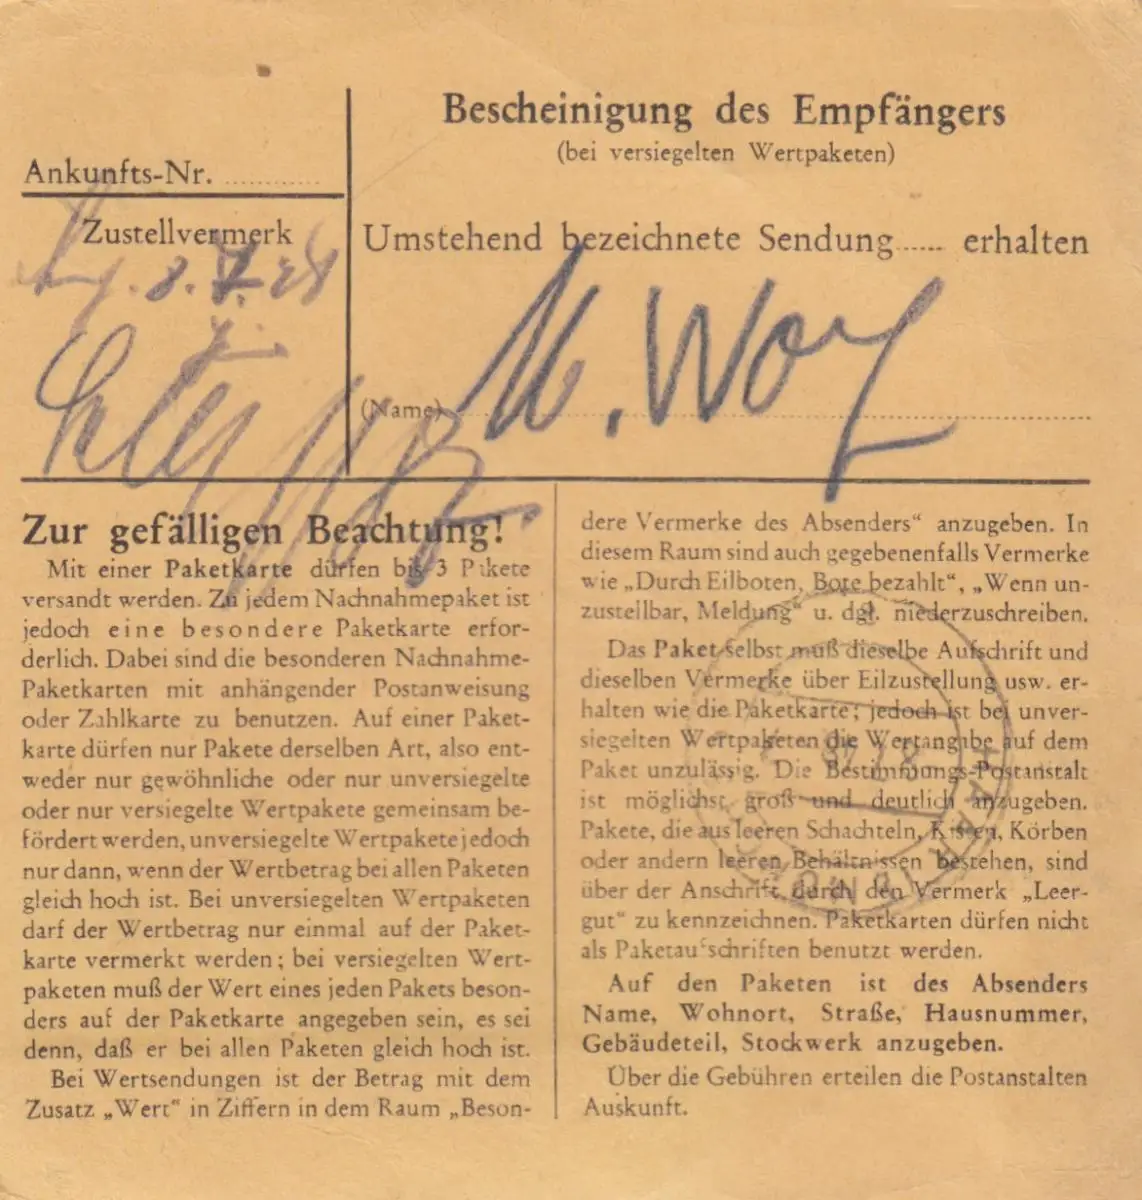 Ankunfts-Nr. ............
Zustellvermerk
8. 7. 48
Bescheinigung des Empfängers
(bei versiegelten Wertpaketen)
Umstehend bezeichnete Sendung...... erhalten
(Name)
Zur gefälligen Beachtung!
Mit einer Paketkarte dürfen bis 3 Pakete
versandt werden. Zu jedem Nachnahmepaket ist
jedoch eine besondere Paketkarte erfor-
derlich. Dabei sind die besonderen Nachnahme-
Paketkarten mit anhängender Postanweisung
oder Zahlkarte zu benutzen. Auf einer Paket-
karte dürfen nur Pakete derselben Art, also ent-
weder nur gewöhnliche oder nur unversiegelte
oder nur versiegelte Wertpakete gemeinsam be-
fördert werden, unversiegelte Wertpakete jedoch
nur dann, wenn der Wertbetrag bei allen Paketen
gleich hoch ist. Bei unversiegelten Wertpaketen
darf der Wertbetrag nur einmal auf der Paket-
karte vermerkt werden; bei versiegelten Wert-
paketen muß der Wert eines jeden Pakets beson-
ders auf der Paketkarte angegeben sein, es sei
denn, daß er bei allen Paketen gleich hoch ist.
Bei Wertsendungen ist der Betrag mit dem
Zusatz „Wert“ in Ziffern in dem Raum „Beson-
dere Vermerke des Absenders“ anzugeben. In
diesem Raum sind auch gegebenenfalls Vermerke
wie „Durch Eilboten, Bote bezahlt“, „Wenn un-
zustellbar, Meldung“ u. dgl. niederzuschreiben.
Das Paket selbst muß dieselbe Aufschrift und
dieselben Vermerke über Eilzustellung usw. er-
halten wie die Paketkarte; jedoch ist bei unver-
siegelten Wertpaketen die Wertangabe auf dem
Paket unzulässig. Die Bestimmungs-Postanstalt
ist möglichst groß und deutlich anzugeben.
Pakete, die aus leeren Schachteln, Kisten, Körben
oder andern leeren Behältnissen bestehen, sind
über der Anschrift durch den Vermerk „Leer-
gut“ zu kennzeichnen. Paketkarten dürfen nicht
als Paketaufschriften benutzt werden.
Auf den Paketen ist des Absenders
Name, Wohnort, Straße, Hausnummer,
Gebäudeteil, Stockwerk anzugeben.
Über die Gebühren erteilen die Postanstalten
Auskunft.